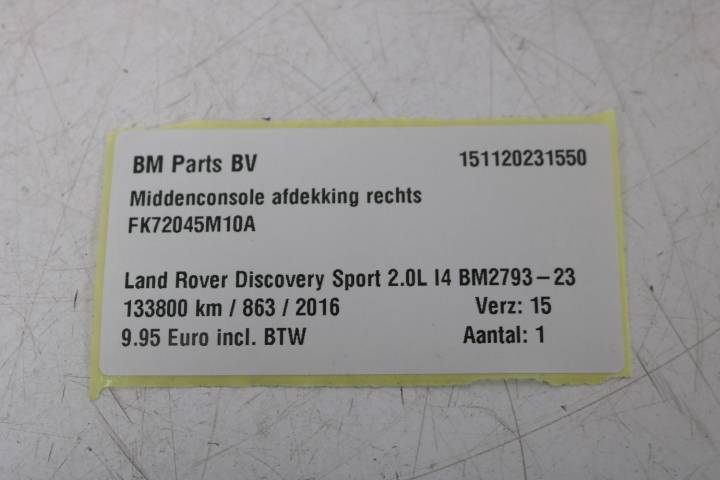 BM Parts BV 151120231550
Middenconsole afdekking rechts
FK72045M10A
Land Rover Discovery Sport 2.0L I4 BM2793-23
133800 km / 863 / 2016 Verz: 15
9.95 Euro incl. BTW Aantal: 1